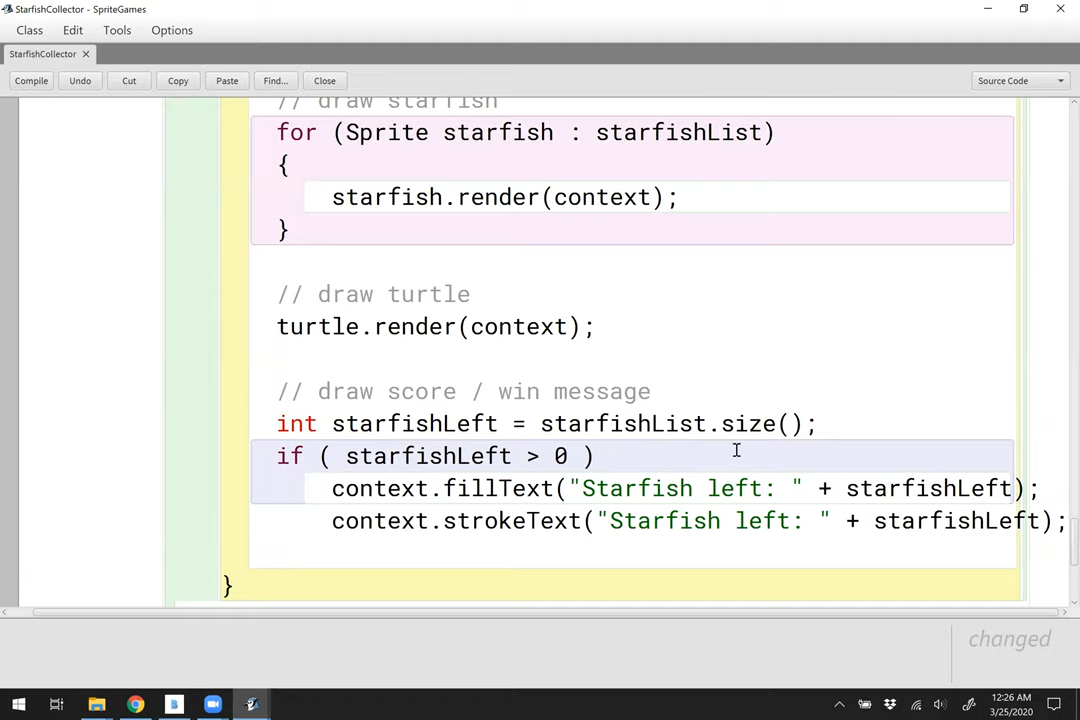 StarfishCollector - SpriteGames
Class Edit Tools Options
StarfishCollector ×
Compile Undo Cut Copy Paste Find... Close Source Code
// draw starfish
for (Sprite starfish : starfishList)
{
starfish.render(context);
}
// draw turtle
turtle.render(context);
// draw score / win message
int starfishLeft = starfishList.size();
if ( starfishLeft > 0 )
context.fillText("Starfish left: " + starfishLeft);
context.strokeText("Starfish left: " + starfishLeft);
}
changed
12:26 AM
3/25/2020